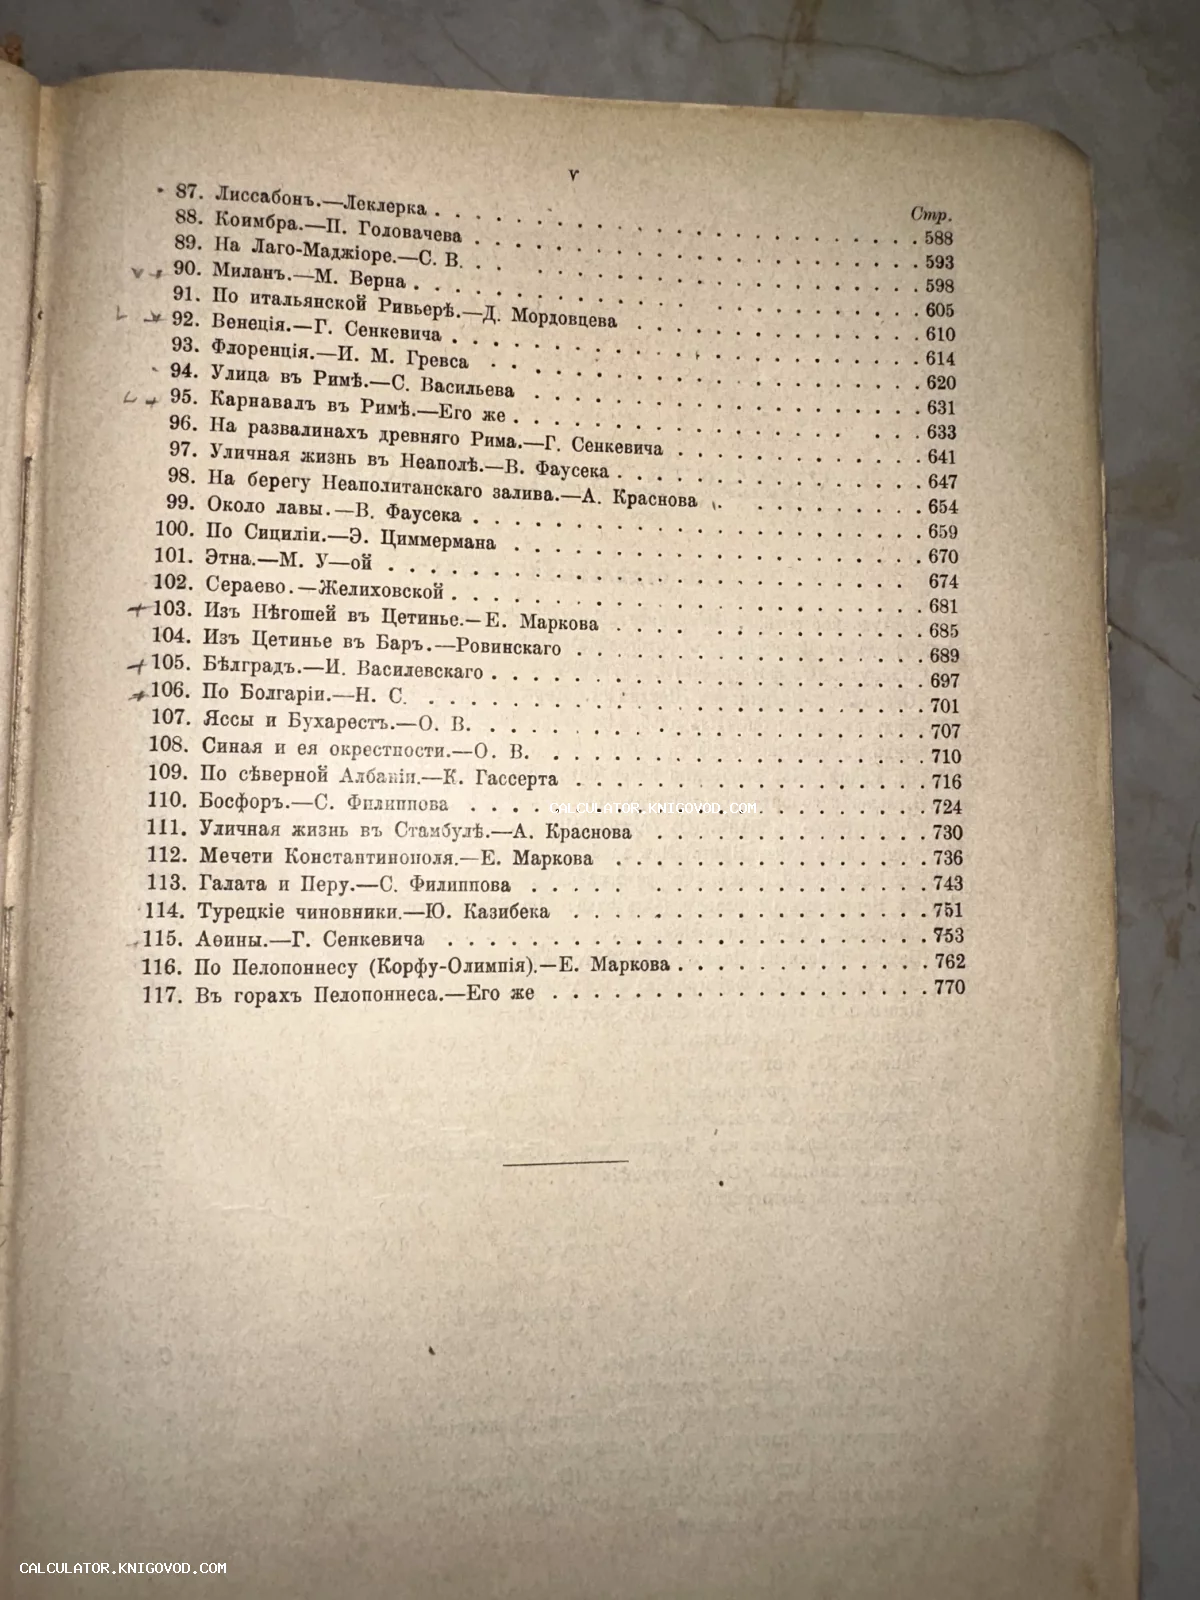 V
Стр.
87. Лиссабонъ.—Леклерка . . . . . . . . . . . . . . . . . . . 588
88. Коимбра.—П. Головачева . . . . . . . . . . . . . . . . . . 593
89. На Лаго-Маджіоре.—С. В. . . . . . . . . . . . . . . . . . . 598
90. Миланъ.—М. Верна . . . . . . . . . . . . . . . . . . . . 605
91. По итальянской Ривьерѣ.—Д. Мордовцева . . . . . . . . . . . 610
92. Венеція.—Г. Сенкевича . . . . . . . . . . . . . . . . . . . 614
93. Флоренція.—И. М. Гревса . . . . . . . . . . . . . . . . . . 620
94. Улица въ Римѣ.—С. Васильева . . . . . . . . . . . . . . . . 631
95. Карнавалъ въ Римѣ.—Его же . . . . . . . . . . . . . . . . . 633
96. На развалинахъ древняго Рима.—Г. Сенкевича . . . . . . . . . . 641
97. Уличная жизнь въ Неаполѣ.—В. Фаусека . . . . . . . . . . . . 647
98. На берегу Неаполитанскаго залива.—А. Краснова . . . . . . . . . 654
99. Около лавы.—В. Фаусека . . . . . . . . . . . . . . . . . . 659
100. По Сициліи.—Э. Циммермана . . . . . . . . . . . . . . . . 670
101. Этна.—М. У—ой . . . . . . . . . . . . . . . . . . . . . 674
102. Сераево.—Желиховской . . . . . . . . . . . . . . . . . . . 681
103. Изъ Нѣгошей въ Цетинье.—Е. Маркова . . . . . . . . . . . . 685
104. Изъ Цетинье въ Баръ.—Ровинскаго . . . . . . . . . . . . . . 689
105. Бѣлградъ.—И. Василевскаго . . . . . . . . . . . . . . . . . 697
106. По Болгаріи.—Н. С. . . . . . . . . . . . . . . . . . . . . 701
107. Яссы и Бухарестъ.—О. В. . . . . . . . . . . . . . . . . . . 707
108. Синая и ея окрестности.—О. В. . . . . . . . . . . . . . . . . 710
109. По сѣверной Албаніи.—К. Гассерта . . . . . . . . . . . . . . 716
110. Босфоръ.—С. Филиппова . . . . . . . . . . . . . . . . . . 724
CALCULATOR.KNIGOVOD.COM
111. Уличная жизнь въ Стамбулѣ.—А. Краснова . . . . . . . . . . . 730
112. Мечети Константинополя.—Е. Маркова . . . . . . . . . . . . . 736
113. Галата и Перу.—С. Филиппова . . . . . . . . . . . . . . . . 743
114. Турецкіе чиновники.—Ю. Казибека . . . . . . . . . . . . . . 751
115. Аѳины.—Г. Сенкевича . . . . . . . . . . . . . . . . . . . 753
116. По Пелопоннесу (Корфу-Олимпія).—Е. Маркова . . . . . . . . . . 762
117. Въ горахъ Пелопоннеса.—Его же . . . . . . . . . . . . . . . 770
CALCULATOR.KNIGOVOD.COM